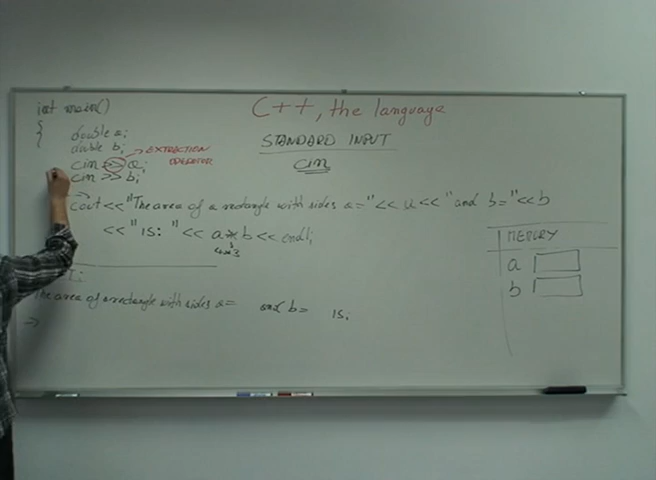 int main()
{
double a;
double b;
cin >> a;
cin >> b;
→ EXTRACTION
OPERATOR
C++, the language
STANDARD INPUT
cin
cout << "The area of a rectangle with sides a=" << a << "and b=" << b
<< "is: " << a * b << endl;
MEMORY
a
b
The area of a rectangle with sides a= and b= is:
=>